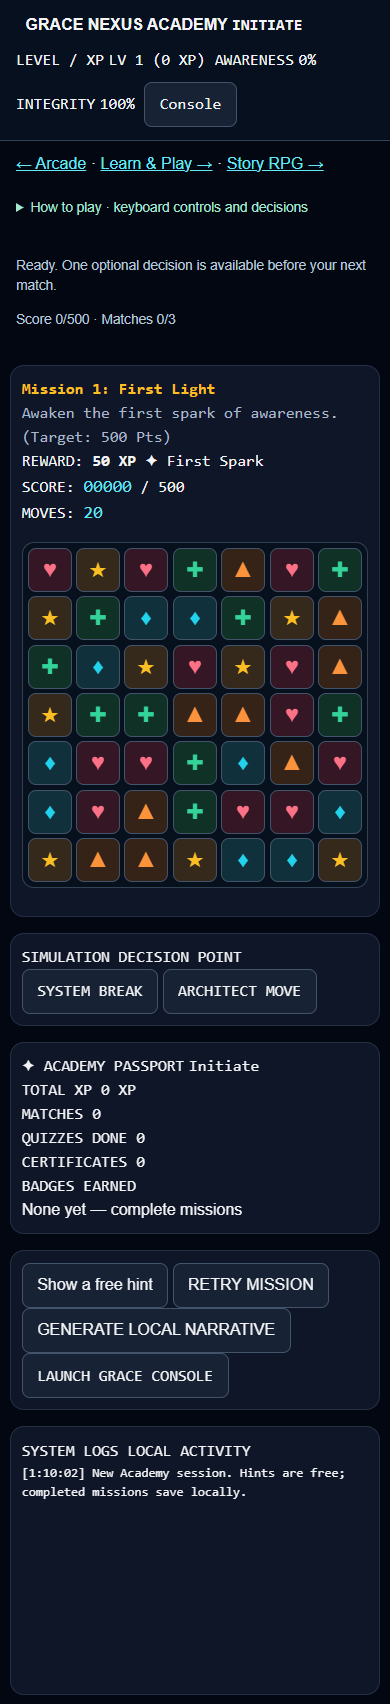 GRACE NEXUS ACADEMY INITIATE
LEVEL / XP LV 1 (0 XP) AWARENESS 0%
INTEGRITY 100% Console
← Arcade · Learn & Play → · Story RPG →
▶ How to play · keyboard controls and decisions
Ready. One optional decision is available before your next
match.
Score 0/500 · Matches 0/3
Mission 1: First Light
Awaken the first spark of awareness.
(Target: 500 Pts)
REWARD: 50 XP ✦ First Spark
SCORE: 00000 / 500
MOVES: 20
SIMULATION DECISION POINT
SYSTEM BREAK ARCHITECT MOVE
✦ ACADEMY PASSPORT Initiate
TOTAL XP 0 XP
MATCHES 0
QUIZZES DONE 0
CERTIFICATES 0
BADGES EARNED
None yet — complete missions
Show a free hint RETRY MISSION
GENERATE LOCAL NARRATIVE
LAUNCH GRACE CONSOLE
SYSTEM LOGS LOCAL ACTIVITY
[1:10:02] New Academy session. Hints are free;
completed missions save locally.